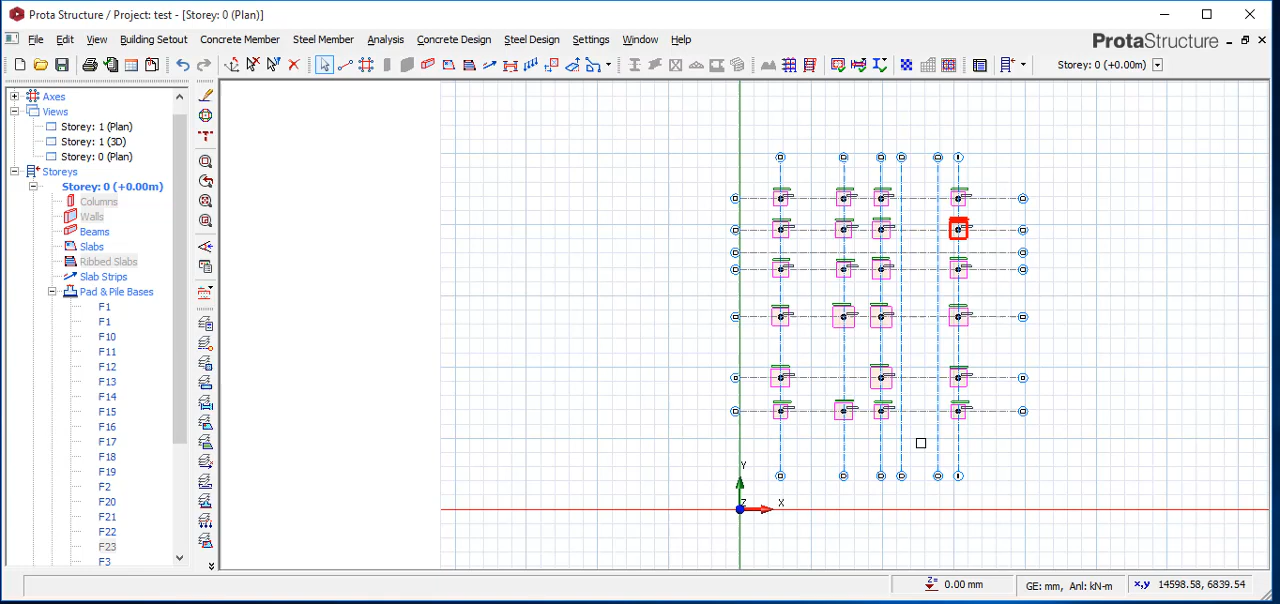 Prota Structure / Project: test - [Storey: 0 (Plan)]
File Edit View Building Setout Concrete Member Steel Member Analysis Concrete Design Steel Design Settings Window Help
ProtaStructure
Storey: 0 (+0.00m)
Axes
Views
Storey: 1 (Plan)
Storey: 1 (3D)
Storey: 0 (Plan)
Storeys
Storey: 0 (+0.00m)
Columns
Walls
Beams
Slabs
Ribbed Slabs
Slab Strips
Pad & Pile Bases
F1
F1
F10
F11
F12
F13
F14
F15
F16
F17
F18
F19
F2
F20
F21
F22
F23
F3
Y
Z X
Z= 0.00 mm GE: mm, Anl: kN-m x,y 14598.58, 6839.54